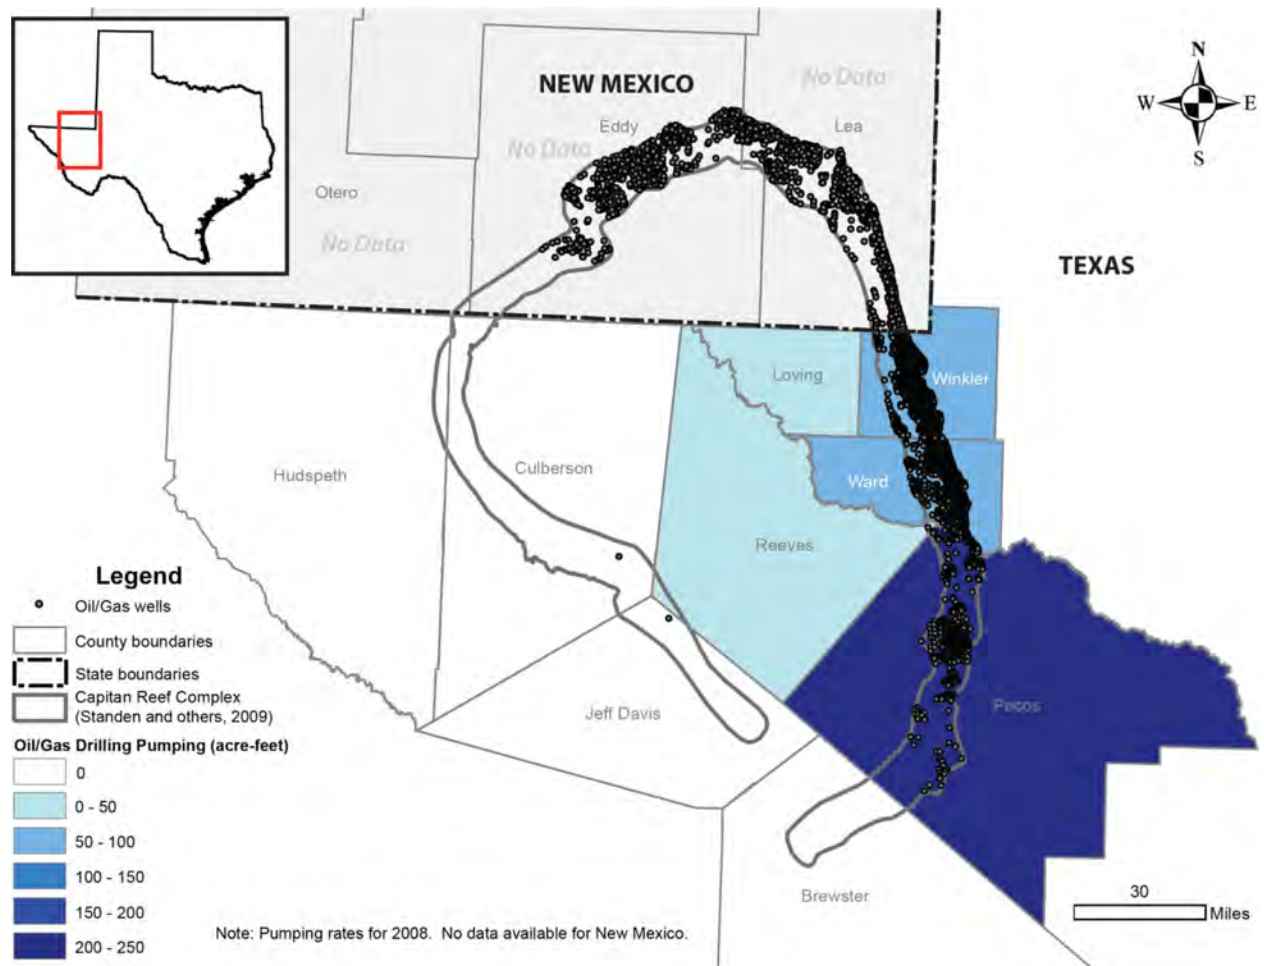 NEW MEXICO
No Data
Eddy
Lea
No Data
Otero
No Data
N
W
E
S
TEXAS
Loving
Winkler
Hudspeth
Culberson
Ward
Reeves
Jeff Davis
Pecos
Brewster
Legend
Oil/Gas wells
County boundaries
State boundaries
Capitan Reef Complex
(Standen and others, 2009)
Oil/Gas Drilling Pumping (acre-feet)
0
0 - 50
50 - 100
100 - 150
150 - 200
200 - 250
Note: Pumping rates for 2008. No data available for New Mexico.
30
Miles